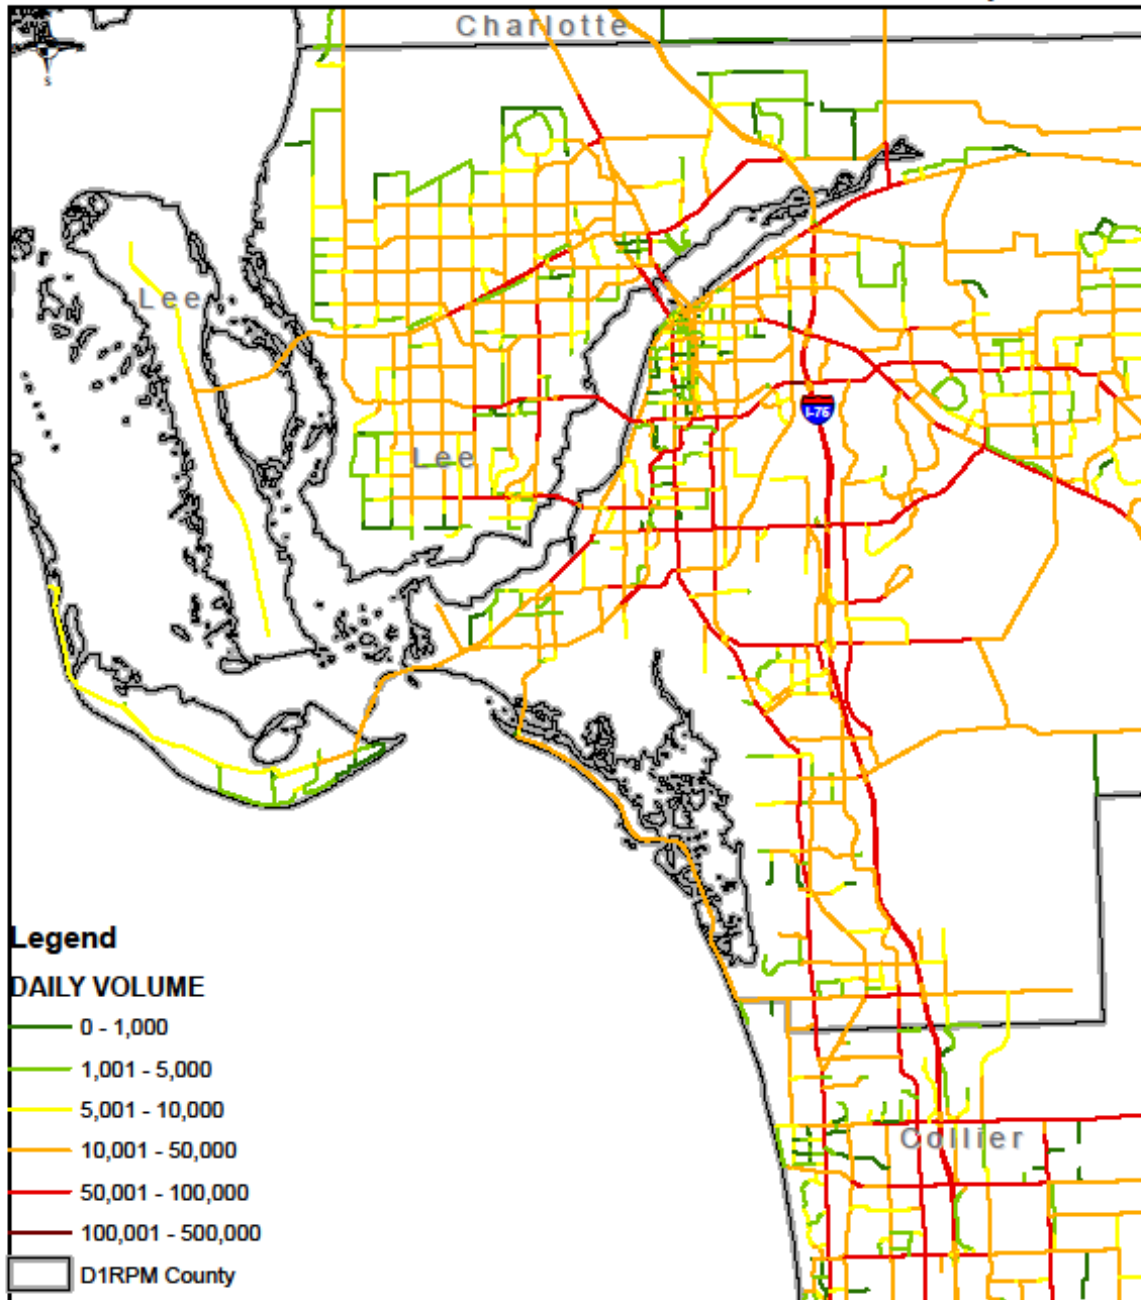 Charlotte
S
Lee
I-75
Lee
Legend
DAILY VOLUME
0 - 1,000
1,001 - 5,000
5,001 - 10,000
10,001 - 50,000
50,001 - 100,000
100,001 - 500,000
D1RPM County
Collier